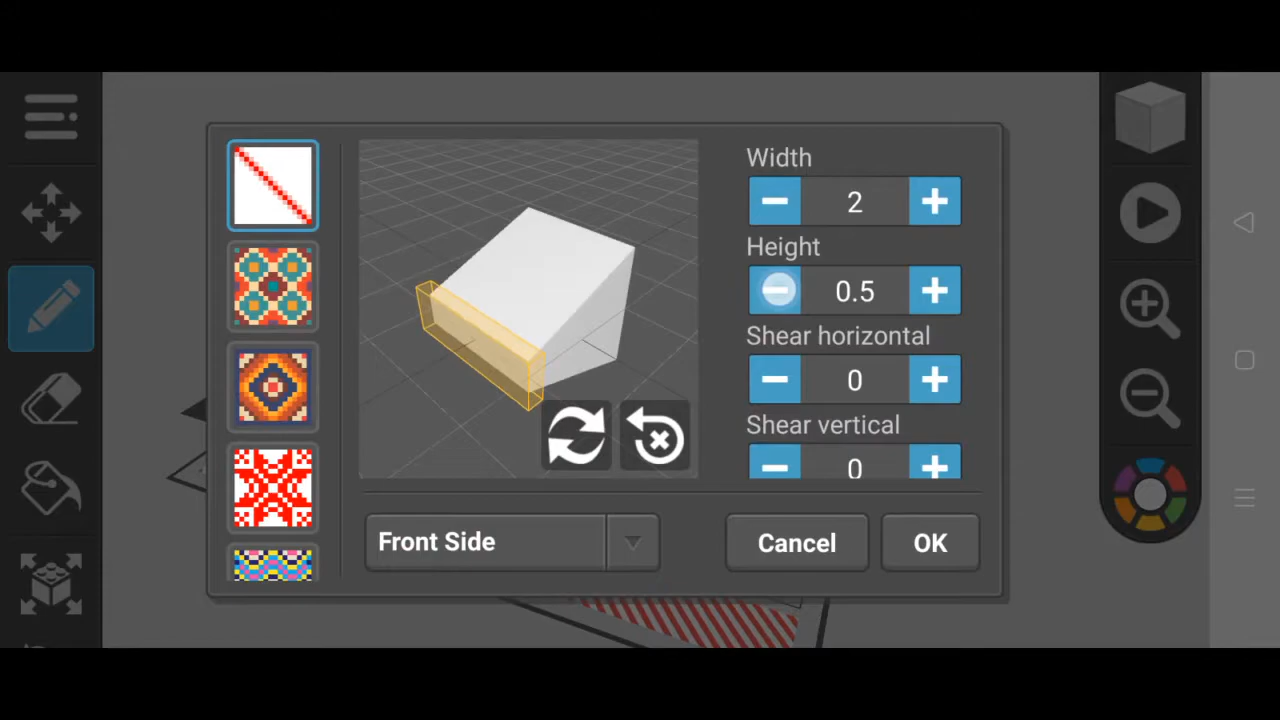 Width
2
Height
0.5
Shear horizontal
0
Shear vertical
0
Front Side
Cancel
OK